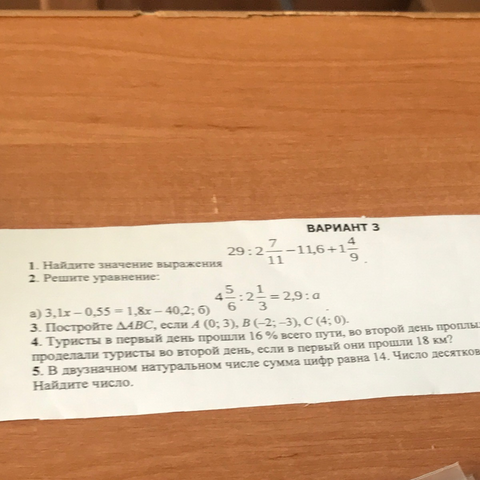 ВАРИАНТ 3
1. Найдите значение выражения 29 : 2 7/11 − 11,6 + 1 4/9.
2. Решите уравнение:
а) 3,1x − 0,55 = 1,8x − 40,2; б) 4 5/6 : 2 1/3 = 2,9 : a
3. Постройте ΔABC, если A (0; 3), B (−2; −3), C (4; 0).
4. Туристы в первый день прошли 16 % всего пути, во второй день
проделали туристы во второй день, если в первый они прошли 18 км?
5. В двузначном натуральном числе сумма цифр равна 14. Число
Найдите число.